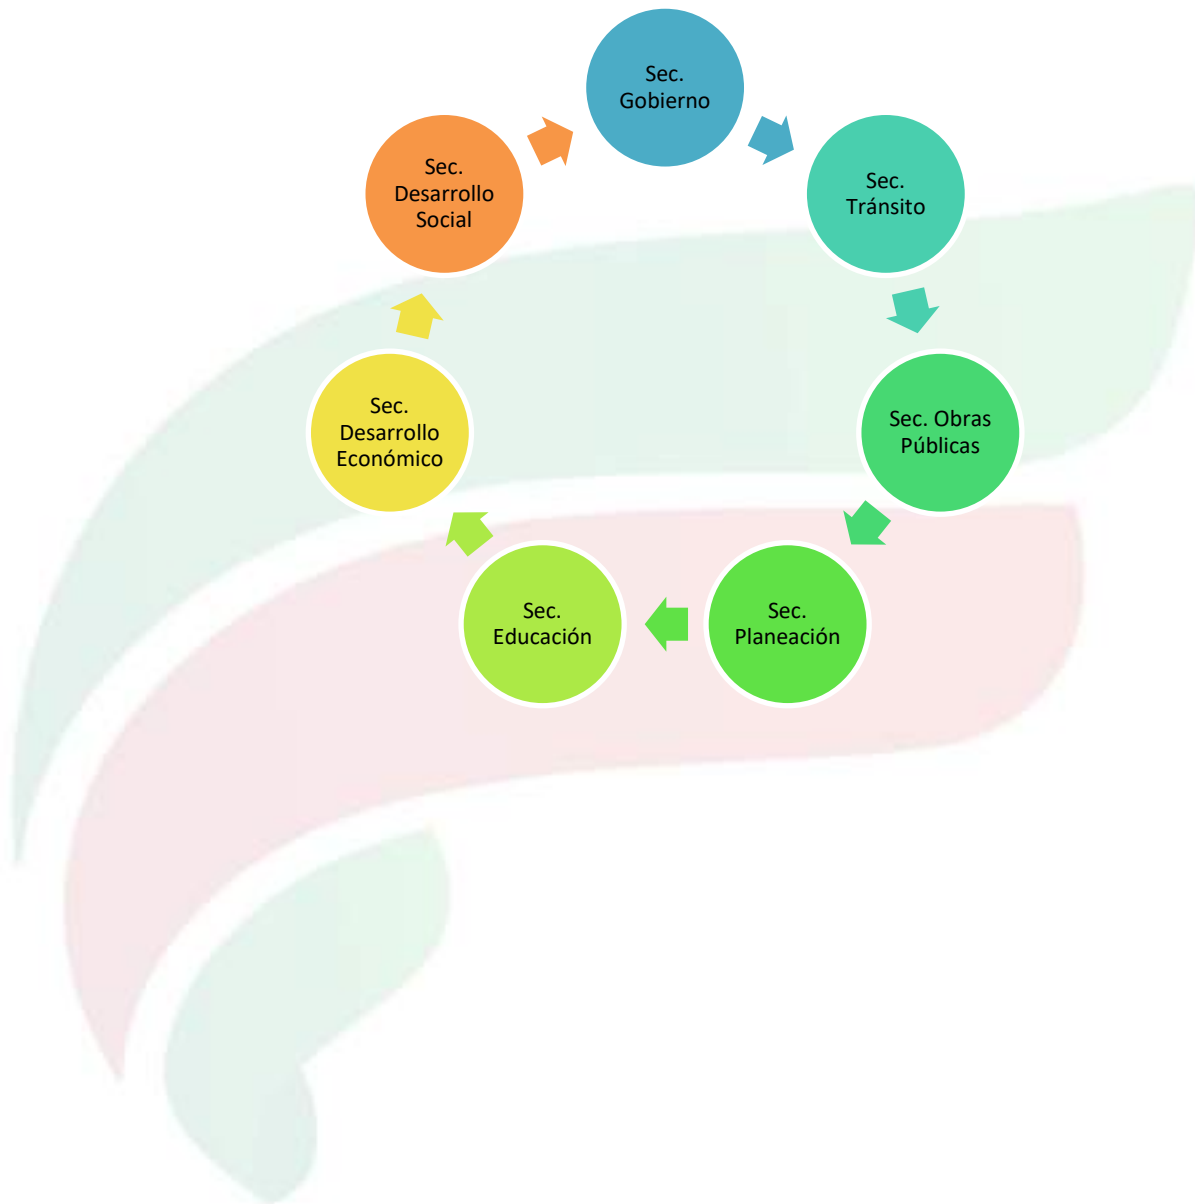 Sec.
Gobierno
Sec.
Tránsito
Sec. Obras
Públicas
Sec.
Planeación
Sec.
Educación
Sec.
Desarrollo
Económico
Sec.
Desarrollo
Social